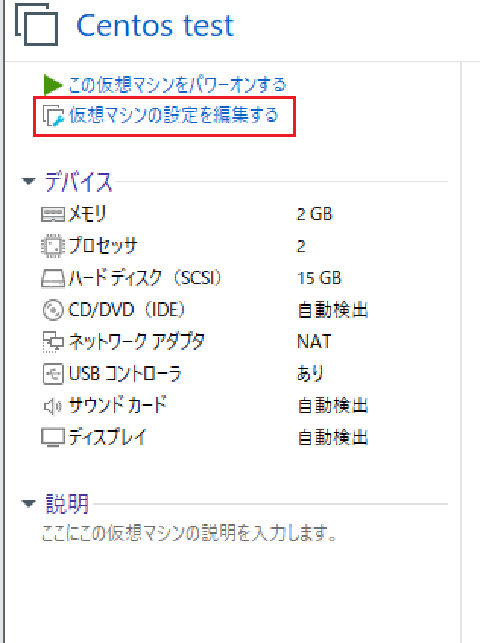 Centos test
この仮想マシンをパワーオンする
仮想マシンの設定を編集する
デバイス
メモリ 2 GB
プロセッサ 2
ハード ディスク（SCSI） 15 GB
CD/DVD（IDE） 自動検出
ネットワーク アダプタ NAT
USB コントローラ あり
サウンド カード 自動検出
ディスプレイ 自動検出
説明
ここにこの仮想マシンの説明を入力します。